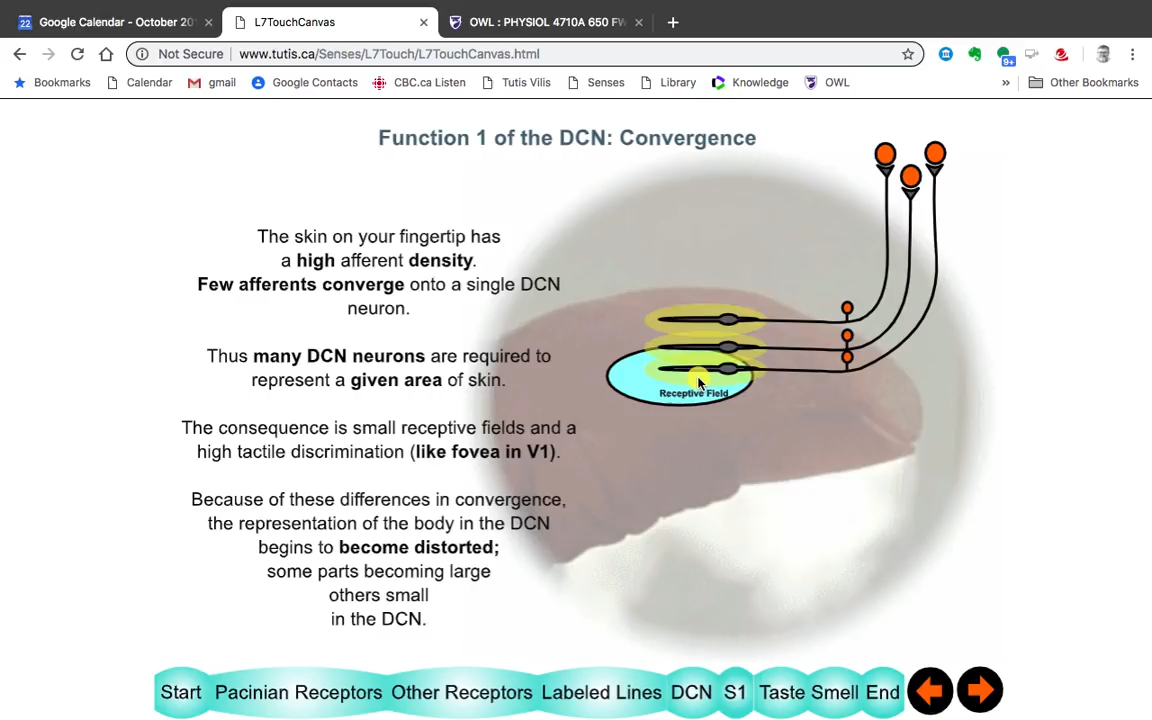 Google Calendar - October 20
L7TouchCanvas
OWL : PHYSIOL 4710A 650 FW
Not Secure
www.tutis.ca/Senses/L7Touch/L7TouchCanvas.html
9+
Bookmarks
Calendar
gmail
Google Contacts
CBC.ca Listen
Tutis Vilis
Senses
Library
Knowledge
OWL
»
Other Bookmarks
Function 1 of the DCN: Convergence
The skin on your fingertip has
a high afferent density.
Few afferents converge onto a single DCN
neuron.
Thus many DCN neurons are required to
represent a given area of skin.
The consequence is small receptive fields and a
high tactile discrimination (like fovea in V1).
Because of these differences in convergence,
the representation of the body in the DCN
begins to become distorted;
some parts becoming large
others small
in the DCN.
Receptive Field
Start
Pacinian Receptors
Other Receptors
Labeled Lines
DCN
S1
Taste
Smell
End